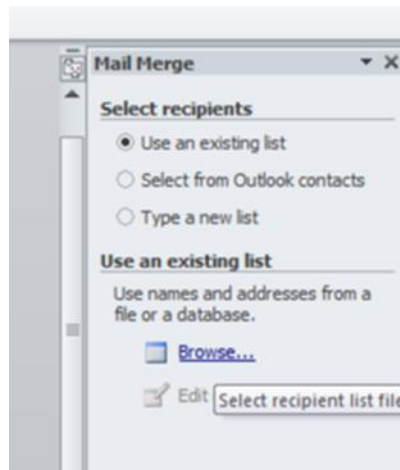 Mail Merge
Select recipients
Use an existing list
Select from Outlook contacts
Type a new list
Use an existing list
Use names and addresses from a
file or a database.
Browse...
Edit
Select recipient list file